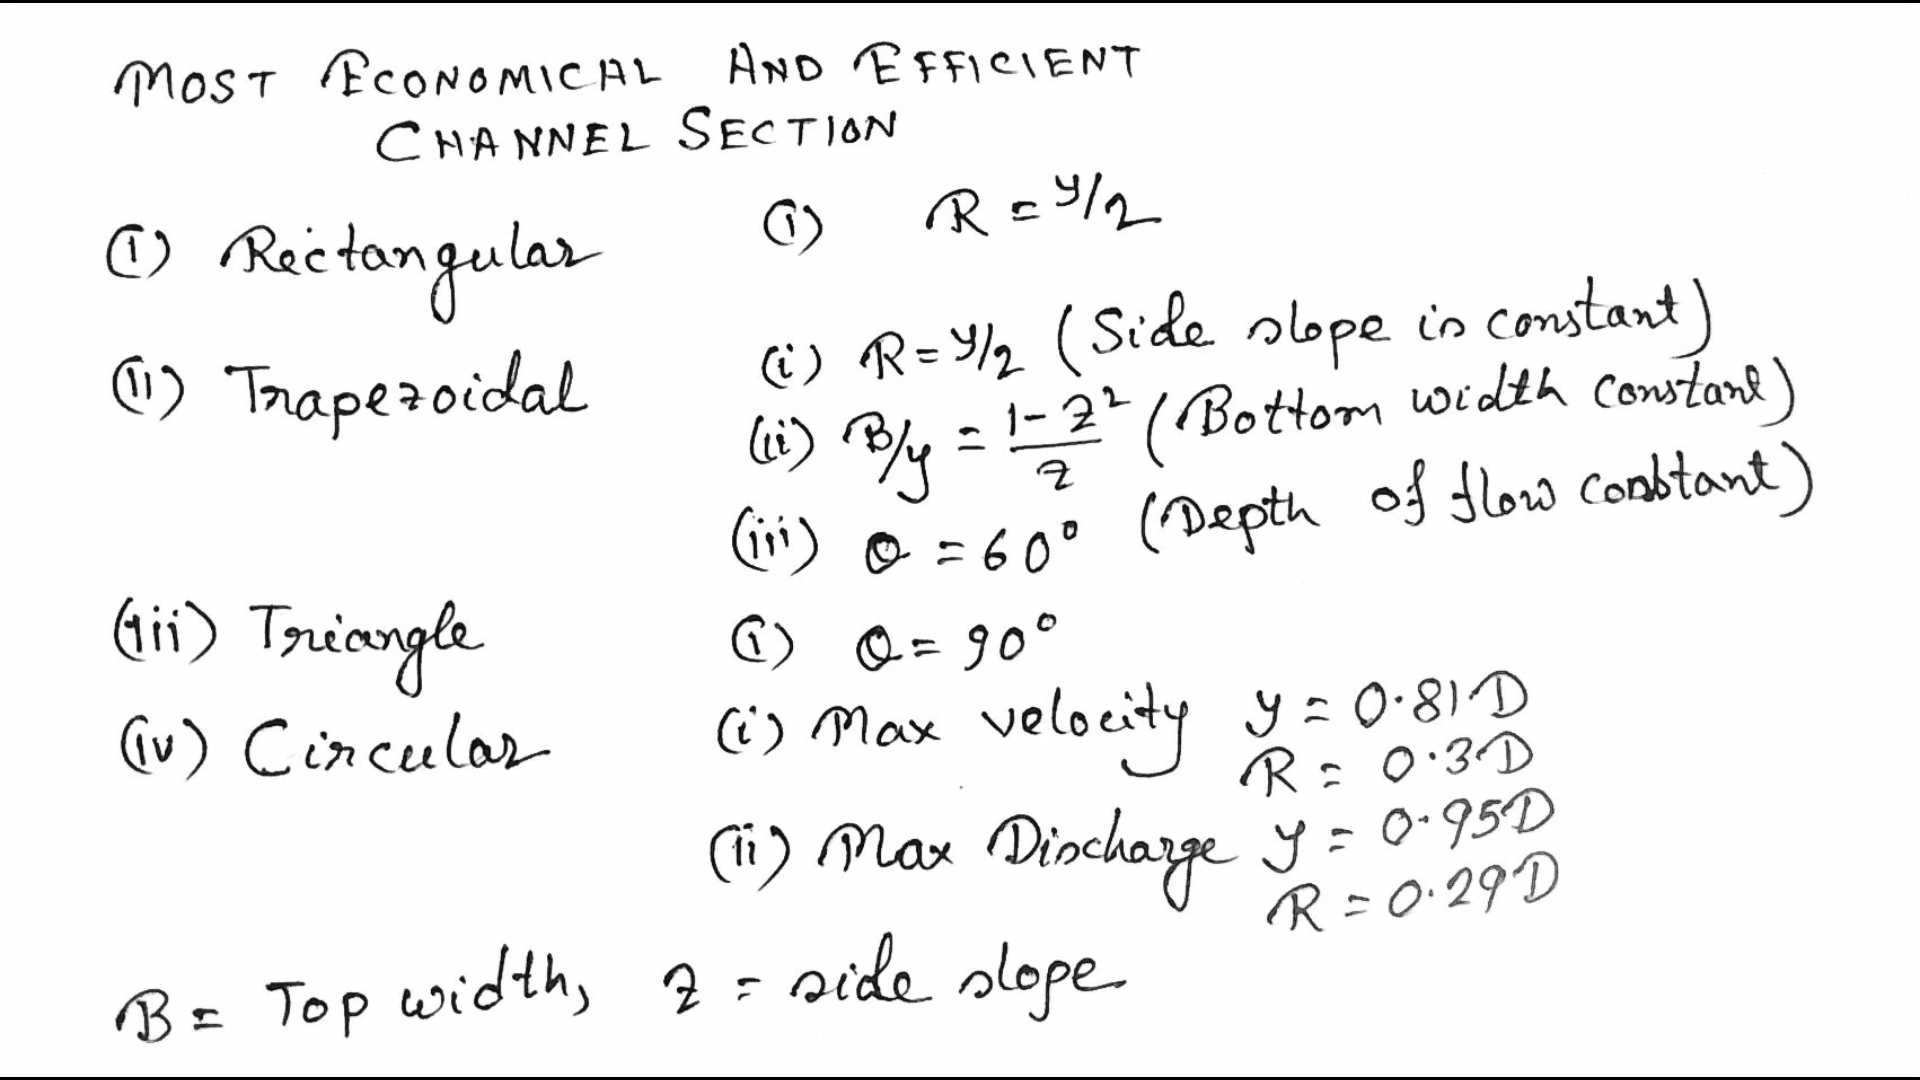 MOST ECONOMICAL AND EFFICIENT
CHANNEL SECTION
(i) Rectangular (i) R = y/2
(ii) Trapezoidal (i) R = y/2 (Side slope is constant)
(ii) B/y = 1-z²/z (Bottom width constant)
(iii) θ = 60° (Depth of flow constant)
(iii) Triangle (i) θ = 90°
(iv) Circular (i) Max velocity y = 0.81D
R = 0.3D
(ii) Max Discharge y = 0.95D
R = 0.29D
B = Top width, z = side slope